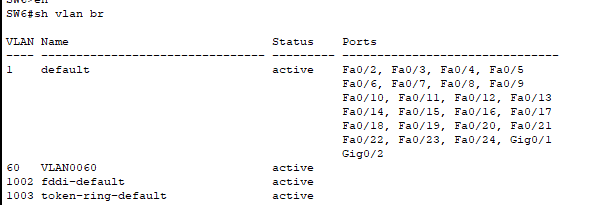 SW6>en
SW6#sh vlan br
VLAN Name                             Status    Ports
---- -------------------------------- --------- -------------------------------
1    default                          active    Fa0/2, Fa0/3, Fa0/4, Fa0/5
                                                Fa0/6, Fa0/7, Fa0/8, Fa0/9
                                                Fa0/10, Fa0/11, Fa0/12, Fa0/13
                                                Fa0/14, Fa0/15, Fa0/16, Fa0/17
                                                Fa0/18, Fa0/19, Fa0/20, Fa0/21
                                                Fa0/22, Fa0/23, Fa0/24, Gig0/1
                                                Gig0/2
60   VLAN0060                         active
1002 fddi-default                     active
1003 token-ring-default               active